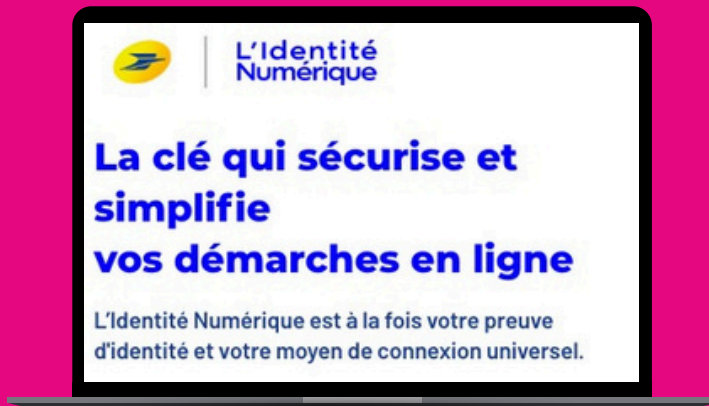 L'Identité
Numérique
La clé qui sécurise et
simplifie
vos démarches en ligne
L'Identité Numérique est à la fois votre preuve
d'identité et votre moyen de connexion universel.